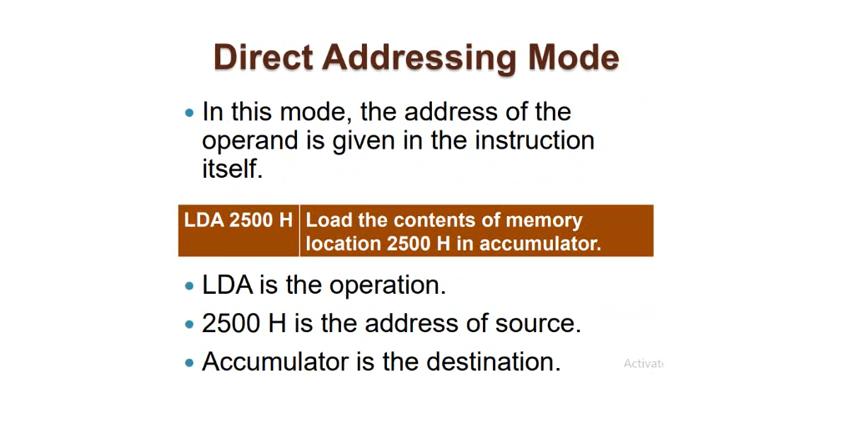 Direct Addressing Mode
• In this mode, the address of the
operand is given in the instruction
itself.
LDA 2500 H Load the contents of memory
location 2500 H in accumulator.
• LDA is the operation.
• 2500 H is the address of source.
• Accumulator is the destination.
Activate